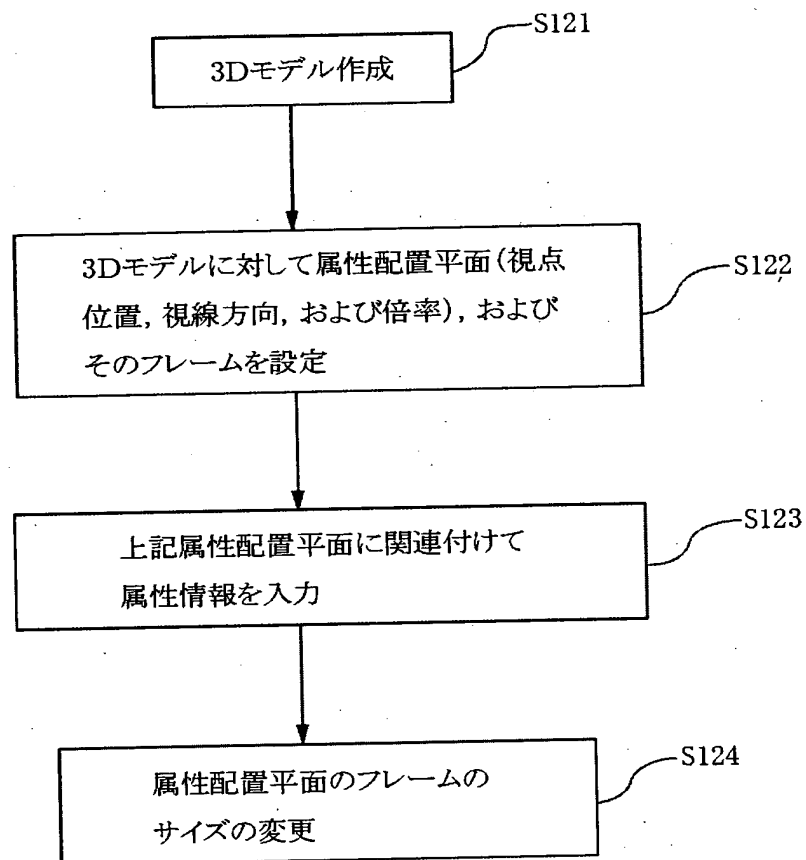 S121
3Dモデル作成
S122
3Dモデルに対して属性配置平面(視点
位置, 視線方向, および倍率), および
そのフレームを設定
S123
上記属性配置平面に関連付けて
属性情報を入力
S124
属性配置平面のフレームの
サイズの変更